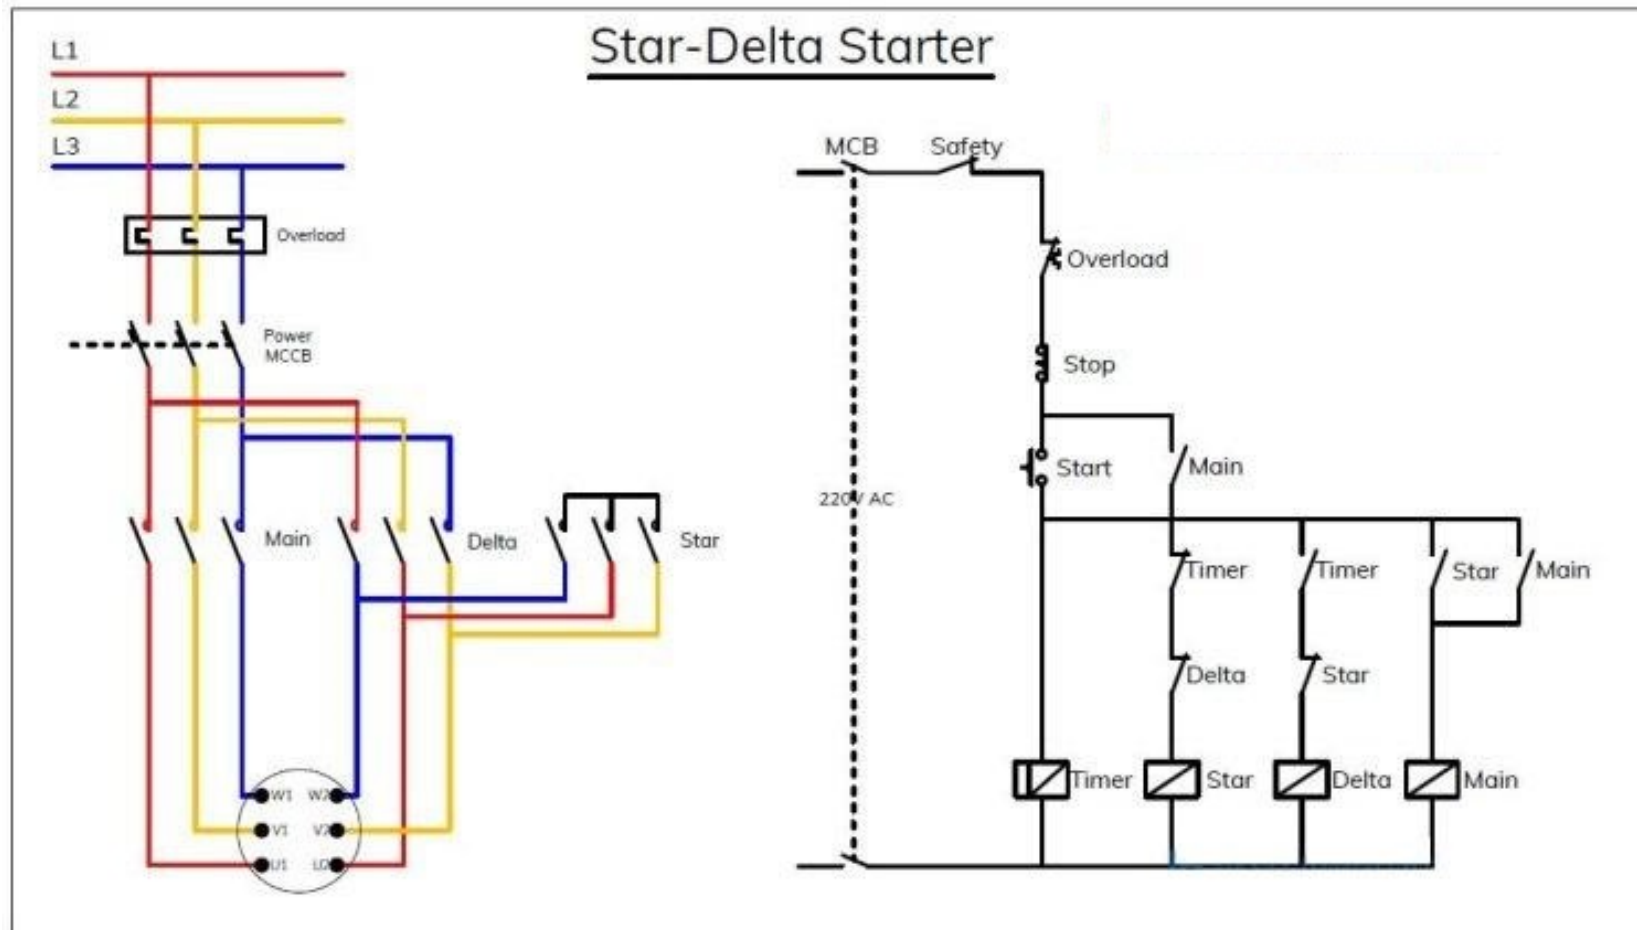 Star-Delta Starter
L1
L2
L3
Overload
Power
MCCB
Main
Delta
Star
W1 W2
V1 V2
U1 U2
MCB Safety
Overload
Stop
Start
Main
220V AC
Timer
Timer
Star
Main
Delta
Star
Timer
Star
Delta
Main